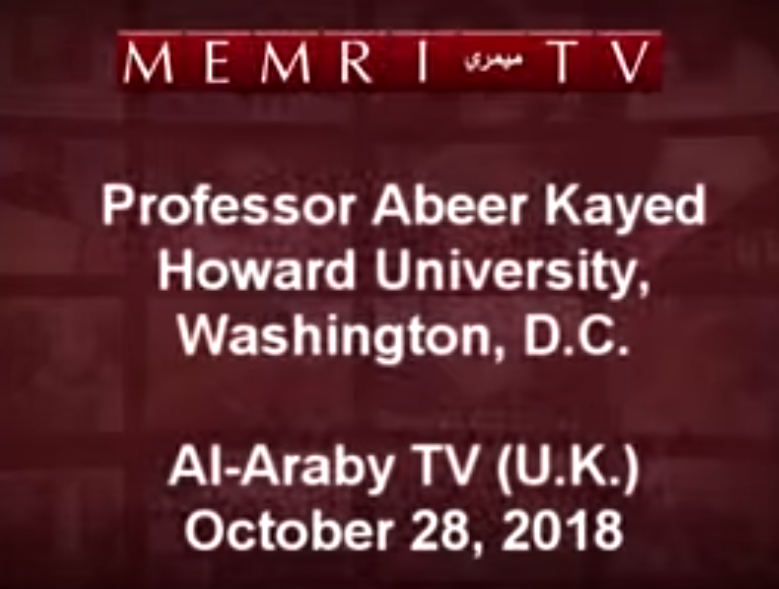 MEMRI ميمري TV
Professor Abeer Kayed
Howard University,
Washington, D.C.
Al-Araby TV (U.K.)
October 28, 2018